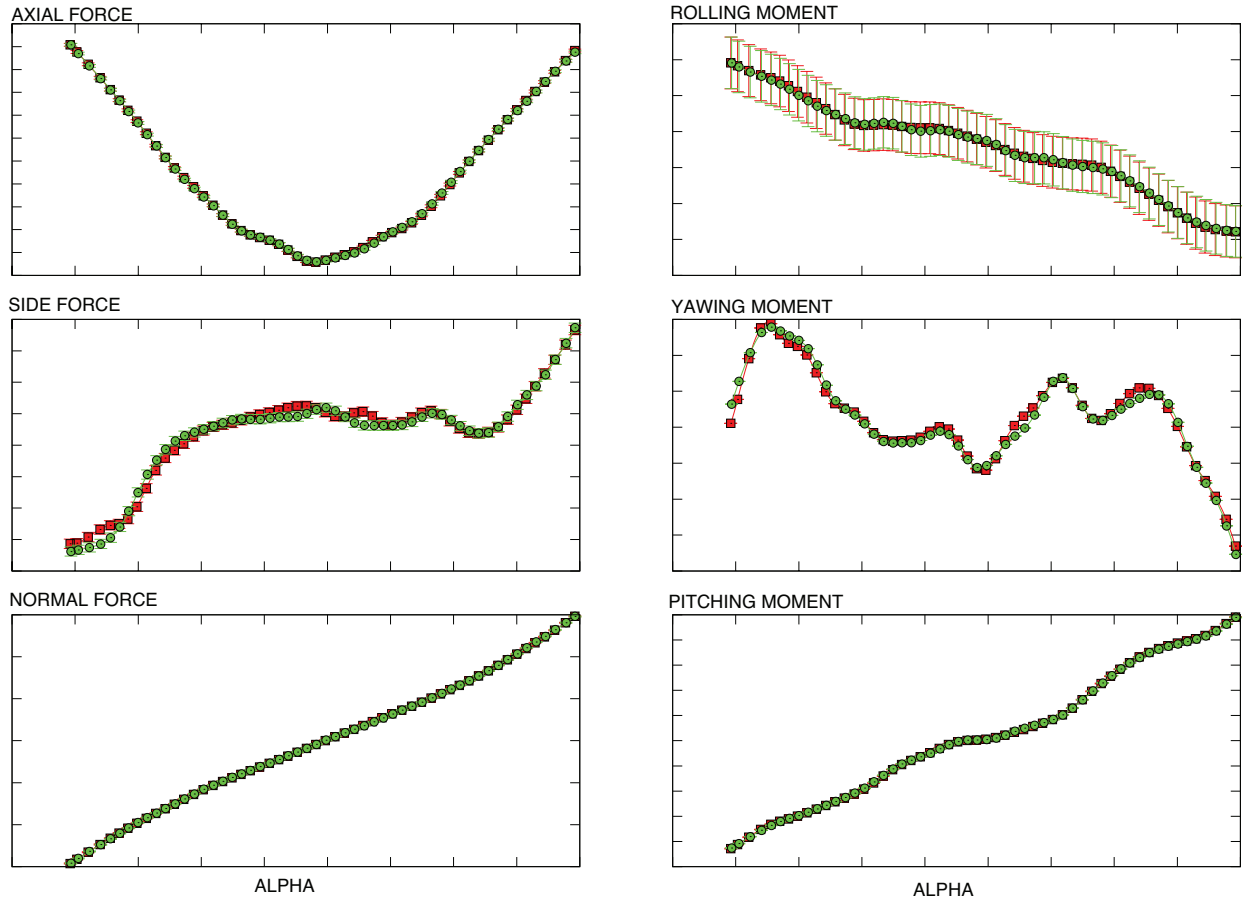 AXIAL FORCE
ROLLING MOMENT
SIDE FORCE
YAWING MOMENT
NORMAL FORCE
PITCHING MOMENT
ALPHA
ALPHA